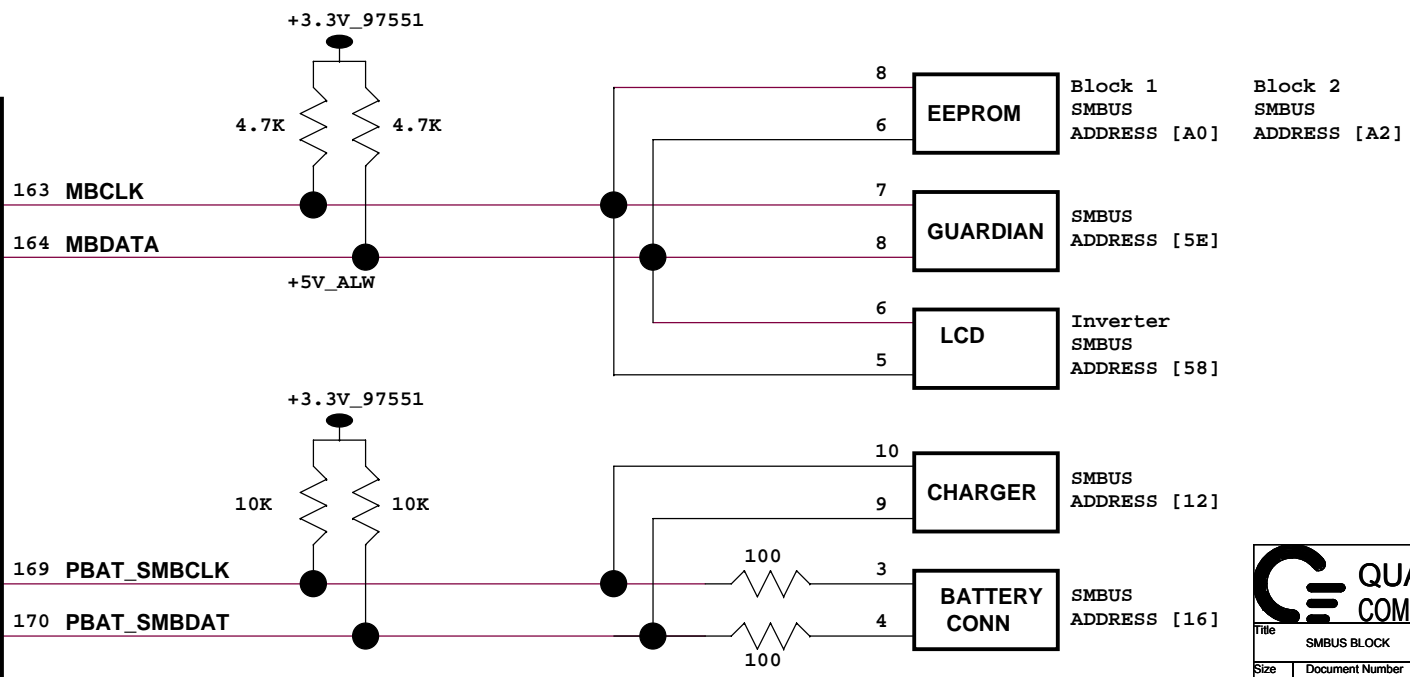 +3.3V_97551
4.7K
4.7K
163 MBCLK
164 MBDATA
+5V_ALW
8
6
EEPROM
Block 1
SMBUS
ADDRESS [A0]
Block 2
SMBUS
ADDRESS [A2]
7
8
GUARDIAN
SMBUS
ADDRESS [5E]
6
5
LCD
Inverter
SMBUS
ADDRESS [58]
+3.3V_97551
10K
10K
169 PBAT_SMBCLK
170 PBAT_SMBDAT
10
9
CHARGER
SMBUS
ADDRESS [12]
100
100
3
4
BATTERY
CONN
SMBUS
ADDRESS [16]
QUA
COM
Title
SMBUS BLOCK
Size
Document Number